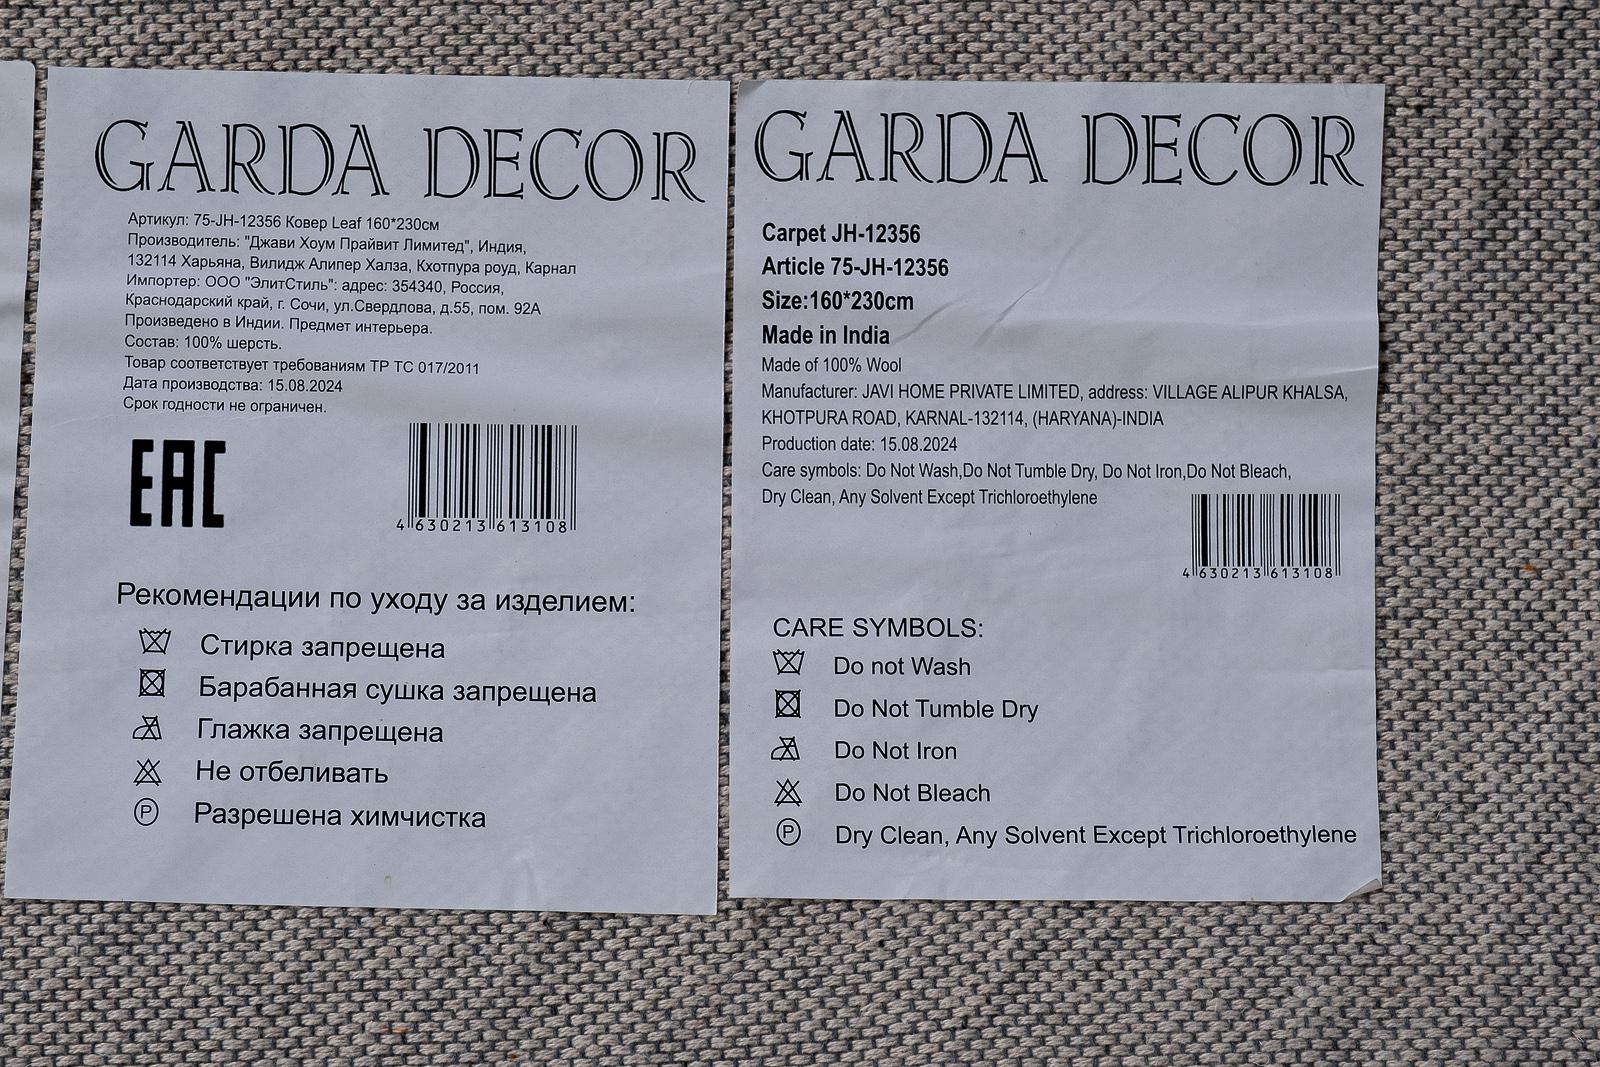 GARDA DECOR
Артикул: 75-JH-12356 Ковер Leaf 160*230см
Производитель: "Джави Хоум Прайвит Лимитед", Индия,
132114 Харьяна, Вилидж Алипер Халза, Кхотпура роуд, Карнал
Импортер: ООО "ЭлитСтиль": адрес: 354340, Россия,
Краснодарский край, г. Сочи, ул.Свердлова, д.55, пом. 92А
Произведено в Индии. Предмет интерьера.
Состав: 100% шерсть.
Товар соответствует требованиям ТР ТС 017/2011
Дата производства: 15.08.2024
Срок годности не ограничен.
EAC
4 630213 613108
Рекомендации по уходу за изделием:
Стирка запрещена
Барабанная сушка запрещена
Глажка запрещена
Не отбеливать
P Разрешена химчистка
GARDA DECOR
Carpet JH-12356
Article 75-JH-12356
Size:160*230cm
Made in India
Made of 100% Wool
Manufacturer: JAVI HOME PRIVATE LIMITED, address: VILLAGE ALIPUR KHALSA,
KHOTPURA ROAD, KARNAL-132114, (HARYANA)-INDIA
Production date: 15.08.2024
Care symbols: Do Not Wash,Do Not Tumble Dry, Do Not Iron,Do Not Bleach,
Dry Clean, Any Solvent Except Trichloroethylene
4 630213 613108
CARE SYMBOLS:
Do not Wash
Do Not Tumble Dry
Do Not Iron
Do Not Bleach
P Dry Clean, Any Solvent Except Trichloroethylene